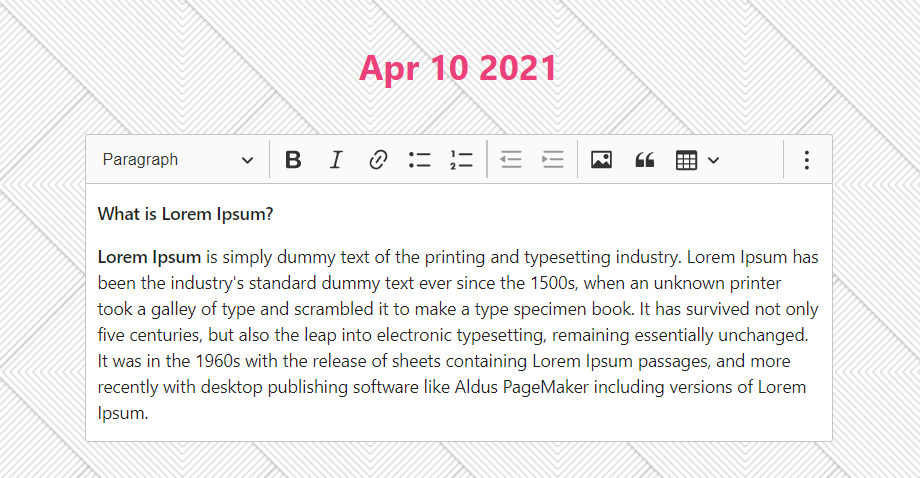 Apr 10 2021
Paragraph
What is Lorem Ipsum?
Lorem Ipsum is simply dummy text of the printing and typesetting industry. Lorem Ipsum has
been the industry's standard dummy text ever since the 1500s, when an unknown printer
took a galley of type and scrambled it to make a type specimen book. It has survived not only
five centuries, but also the leap into electronic typesetting, remaining essentially unchanged.
It was in the 1960s with the release of sheets containing Lorem Ipsum passages, and more
recently with desktop publishing software like Aldus PageMaker including versions of Lorem
Ipsum.